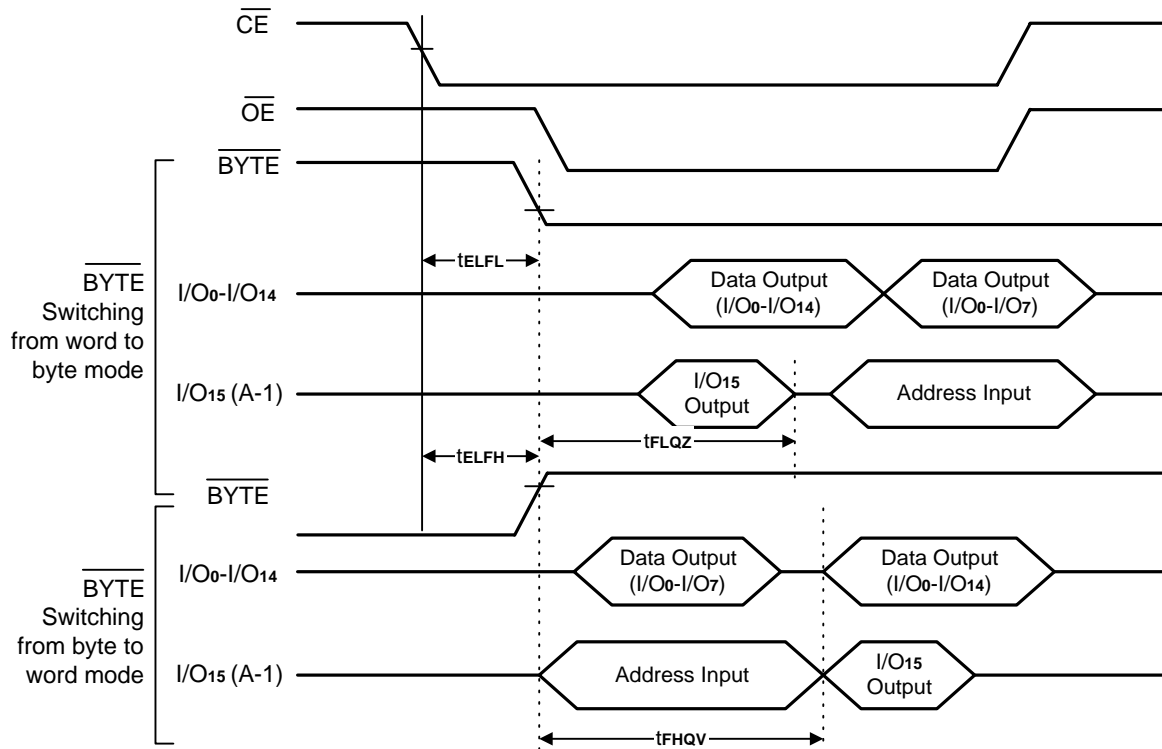 CE
OE
BYTE
tELFL
BYTE
Switching
from word to
byte mode
I/O0-I/O14
Data Output
(I/O0-I/O14)
Data Output
(I/O0-I/O7)
I/O15 (A-1)
I/O15
Output
Address Input
tELFH
tFLQZ
BYTE
BYTE
Switching
from byte to
word mode
I/O0-I/O14
Data Output
(I/O0-I/O7)
Data Output
(I/O0-I/O14)
I/O15 (A-1)
Address Input
I/O15
Output
tFHQV